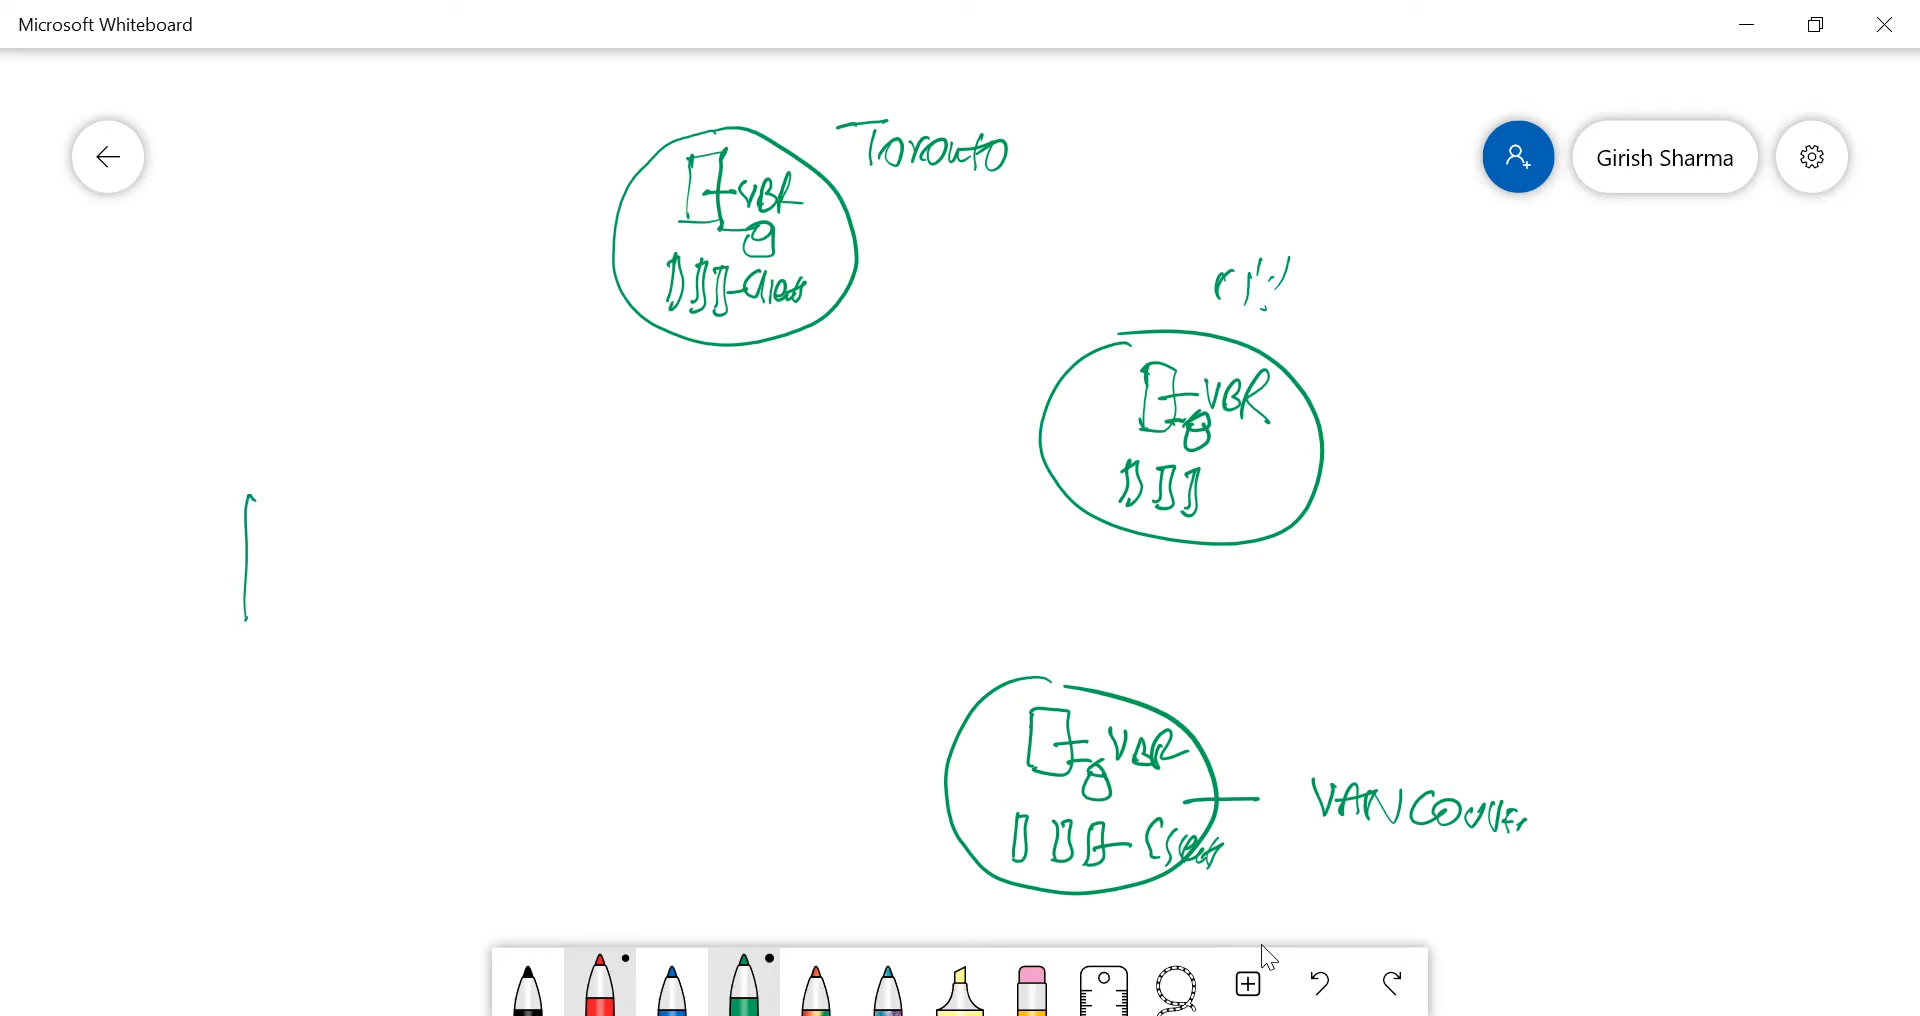 Microsoft Whiteboard
Toronto
Girish Sharma
VBR
VBR
VBR
VANCOUVER